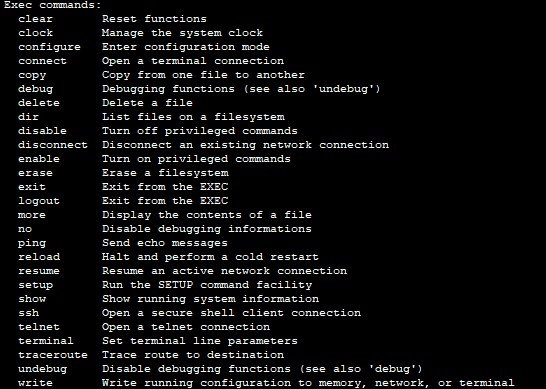 Exec commands:
clear Reset functions
clock Manage the system clock
configure Enter configuration mode
connect Open a terminal connection
copy Copy from one file to another
debug Debugging functions (see also 'undebug')
delete Delete a file
dir List files on a filesystem
disable Turn off privileged commands
disconnect Disconnect an existing network connection
enable Turn on privileged commands
erase Erase a filesystem
exit Exit from the EXEC
logout Exit from the EXEC
more Display the contents of a file
no Disable debugging informations
ping Send echo messages
reload Halt and perform a cold restart
resume Resume an active network connection
setup Run the SETUP command facility
show Show running system information
ssh Open a secure shell client connection
telnet Open a telnet connection
terminal Set terminal line parameters
traceroute Trace route to destination
undebug Disable debugging functions (see also 'debug')
write Write running configuration to memory, network, or terminal